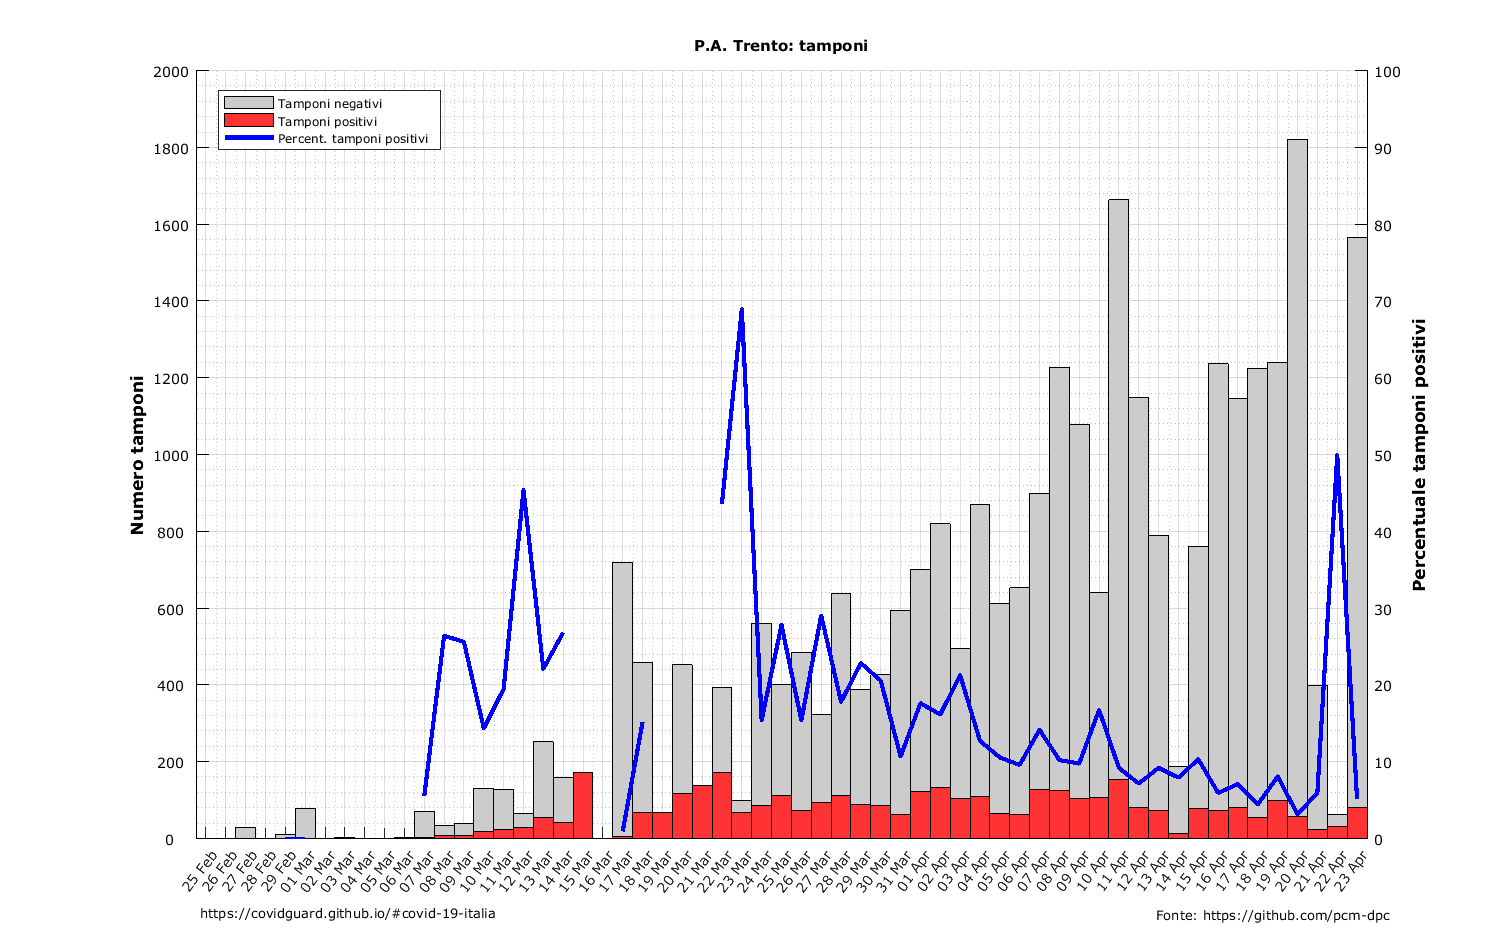 P.A. Trento: tamponi
Tamponi negativi
Tamponi positivi
Percent. tamponi positivi
Numero tamponi
2000
1800
1600
1400
1200
1000
800
600
400
200
0
100
90
80
70
60
50
40
30
20
10
0
Percentuale tamponi positivi
25 Feb
26 Feb
27 Feb
28 Feb
29 Feb
01 Mar
02 Mar
03 Mar
04 Mar
05 Mar
06 Mar
07 Mar
08 Mar
09 Mar
10 Mar
11 Mar
12 Mar
13 Mar
14 Mar
15 Mar
16 Mar
17 Mar
18 Mar
19 Mar
20 Mar
21 Mar
22 Mar
23 Mar
24 Mar
25 Mar
26 Mar
27 Mar
28 Mar
29 Mar
30 Mar
31 Mar
01 Apr
02 Apr
03 Apr
04 Apr
05 Apr
06 Apr
07 Apr
08 Apr
09 Apr
10 Apr
11 Apr
12 Apr
13 Apr
14 Apr
15 Apr
16 Apr
17 Apr
18 Apr
19 Apr
20 Apr
21 Apr
22 Apr
23 Apr
https://covidguard.github.io/#covid-19-italia
Fonte: https://github.com/pcm-dpc